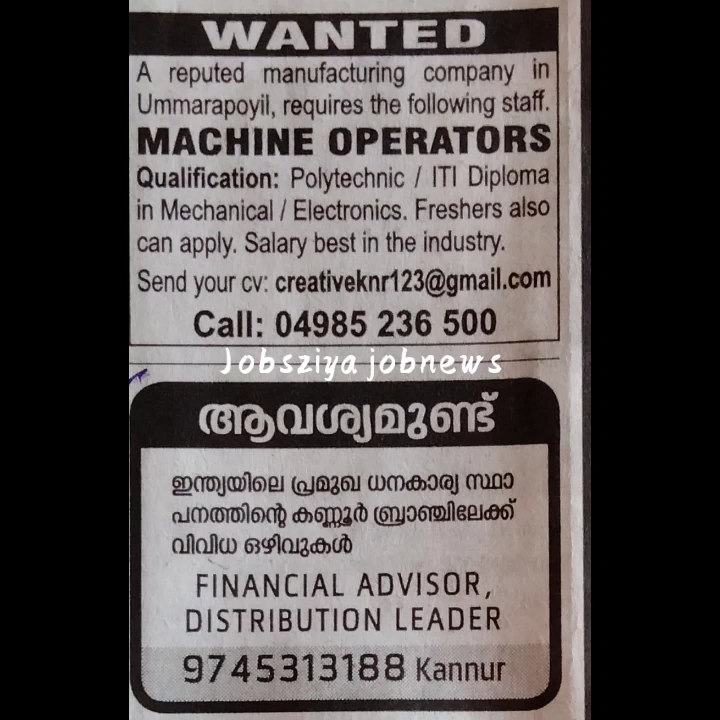 WANTED
A reputed manufacturing company in
Ummarapoyil, requires the following staff.
MACHINE OPERATORS
Qualification: Polytechnic / ITI Diploma
in Mechanical / Electronics. Freshers also
can apply. Salary best in the industry.
Send your cv: creativeknr123@gmail.com
Call: 04985 236 500
Jobsziya jobnews
ആവശ്യമുണ്ട്
ഇന്ത്യയിലെ പ്രമുഖ ധനകാര്യ സ്ഥാ
പനത്തിന്റെ കണ്ണൂർ ബ്രാഞ്ചിലേക്ക്
വിവിധ ഒഴിവുകൾ
FINANCIAL ADVISOR,
DISTRIBUTION LEADER
9745313188 Kannur